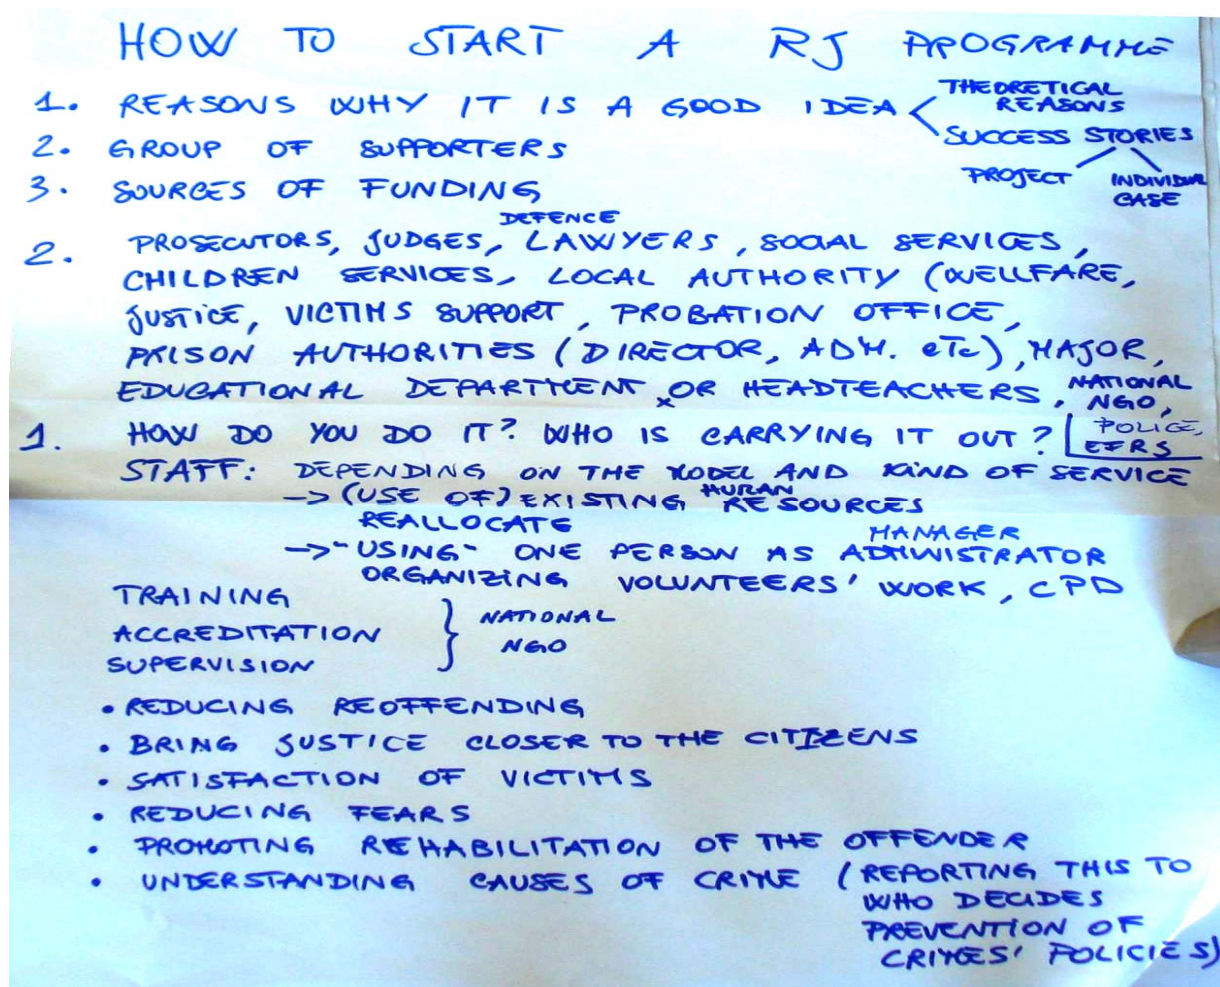 HOW TO START A RJ PROGRAMME
1. REASONS WHY IT IS A GOOD IDEA
THEORETICAL
REASONS
SUCCESS STORIES
PROJECT
INDIVIDUAL
CASE
2. GROUP OF SUPPORTERS
3. SOURCES OF FUNDING
DEFENCE
2. PROSECUTORS, JUDGES, LAWYERS, SOCIAL SERVICES,
CHILDREN SERVICES, LOCAL AUTHORITY (WELLFARE,
JUSTICE, VICTIMS SUPPORT, PROBATION OFFICE,
PRISON AUTHORITIES (DIRECTOR, ADM. eTc), MAJOR,
EDUCATIONAL DEPARTMENT OR HEADTEACHERS, NATIONAL
NGO,
POLICE,
EFRS
1. HOW DO YOU DO IT? WHO IS CARRYING IT OUT?
STAFF: DEPENDING ON THE MODEL AND KIND OF SERVICE
HUMAN
-> (USE OF) EXISTING RESOURCES
REALLOCATE
MANAGER
-> "USING" ONE PERSON AS ADMINISTRATOR
ORGANIZING VOLUNTEERS' WORK, CPD
TRAINING
ACCREDITATION
SUPERVISION
} NATIONAL
NGO
• REDUCING REOFFENDING
• BRING JUSTICE CLOSER TO THE CITIZENS
• SATISFACTION OF VICTIMS
• REDUCING FEARS
• PROMOTING REHABILITATION OF THE OFFENDER
• UNDERSTANDING CAUSES OF CRIME (REPORTING THIS TO
WHO DECIDES
PREVENTION OF
CRIMES' POLICIES)